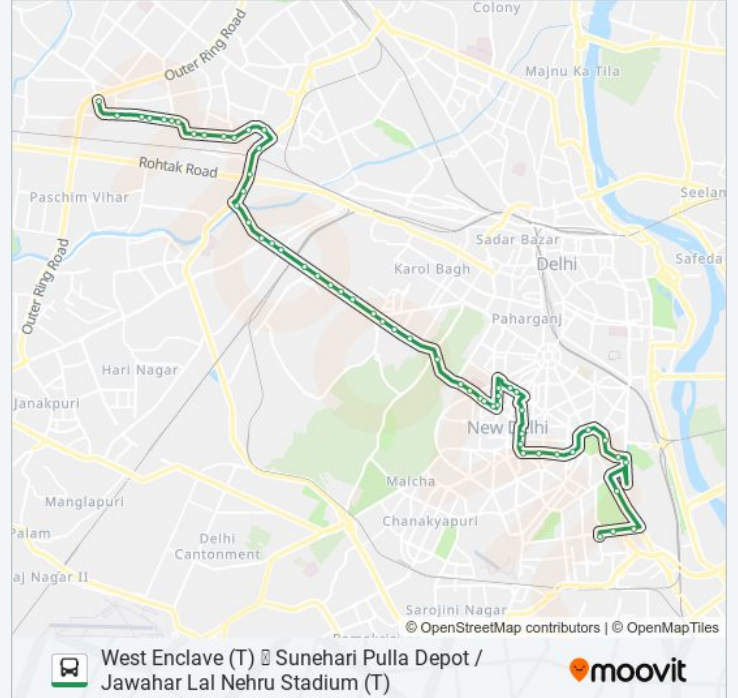 Colony
Outer Ring Road
Majnu Ka Tila
Rohtak Road
Paschim Vihar
Seelan
Sadar Bazar
Delhi
Safeda
Karol Bagh
Outer Ring Road
Paharganj
Hari Nagar
Janakpuri
New Delhi
Malcha
Manglapuri
Chanakyapuri
Palam
Delhi
Cantonment
aj Nagar II
Sarojini Nagar
© OpenStreetMap contributors | © OpenMapTiles
West Enclave (T) Sunehari Pulla Depot /
Jawahar Lal Nehru Stadium (T)
moovit